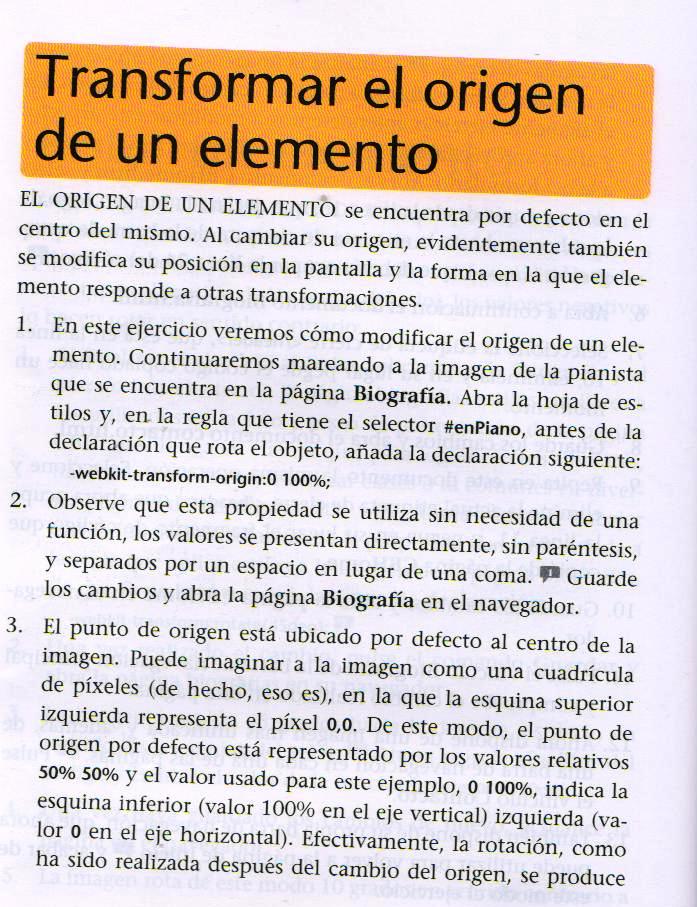 Transformar el origen
de un elemento
EL ORIGEN DE UN ELEMENTO se encuentra por defecto en el
centro del mismo. Al cambiar su origen, evidentemente también
se modifica su posición en la pantalla y la forma en la que el ele-
mento responde a otras transformaciones.
1. En este ejercicio veremos cómo modificar el origen de un ele-
mento. Continuaremos mareando a la imagen de la pianista
que se encuentra en la página Biografía. Abra la hoja de es-
tilos y, en la regla que tiene el selector #enPiano, antes de la
declaración que rota el objeto, añada la declaración siguiente:
-webkit-transform-origin:0 100%;
2. Observe que esta propiedad se utiliza sin necesidad de una
función, los valores se presentan directamente, sin paréntesis,
y separados por un espacio en lugar de una coma. 1 Guarde
los cambios y abra la página Biografía en el navegador.
3. El punto de origen está ubicado por defecto al centro de la
imagen. Puede imaginar a la imagen como una cuadrícula
de píxeles (de hecho, eso es), en la que la esquina superior
izquierda representa el píxel 0,0. De este modo, el punto de
origen por defecto está representado por los valores relativos
50% 50% y el valor usado para este ejemplo, 0 100%, indica la
esquina inferior (valor 100% en el eje vertical) izquierda (va-
lor 0 en el eje horizontal). Efectivamente, la rotación, como
ha sido realizada después del cambio del origen, se produce